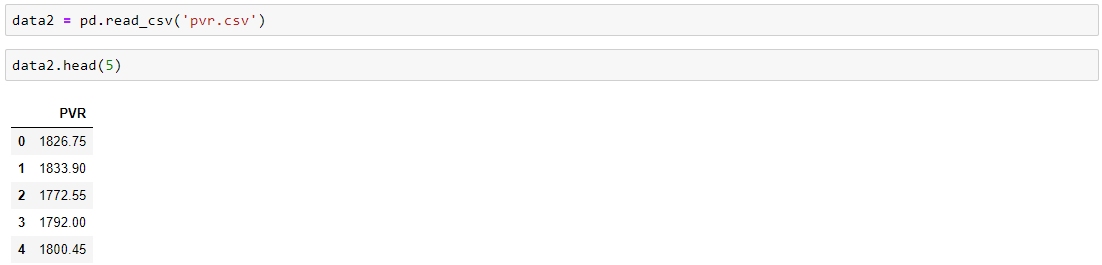 data2 = pd.read_csv('pvr.csv')
data2.head(5)
PVR
0 1826.75
1 1833.90
2 1772.55
3 1792.00
4 1800.45